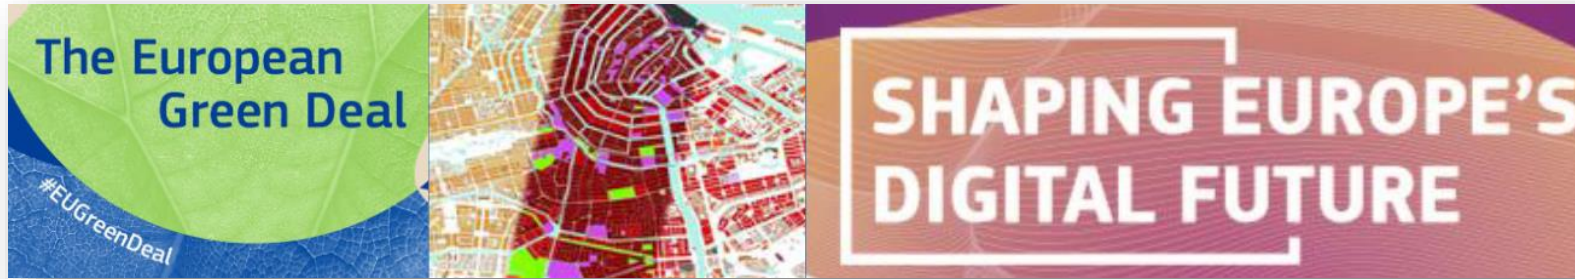 The European
Green Deal
#EUGreenDeal
SHAPING EUROPE'S
DIGITAL FUTURE